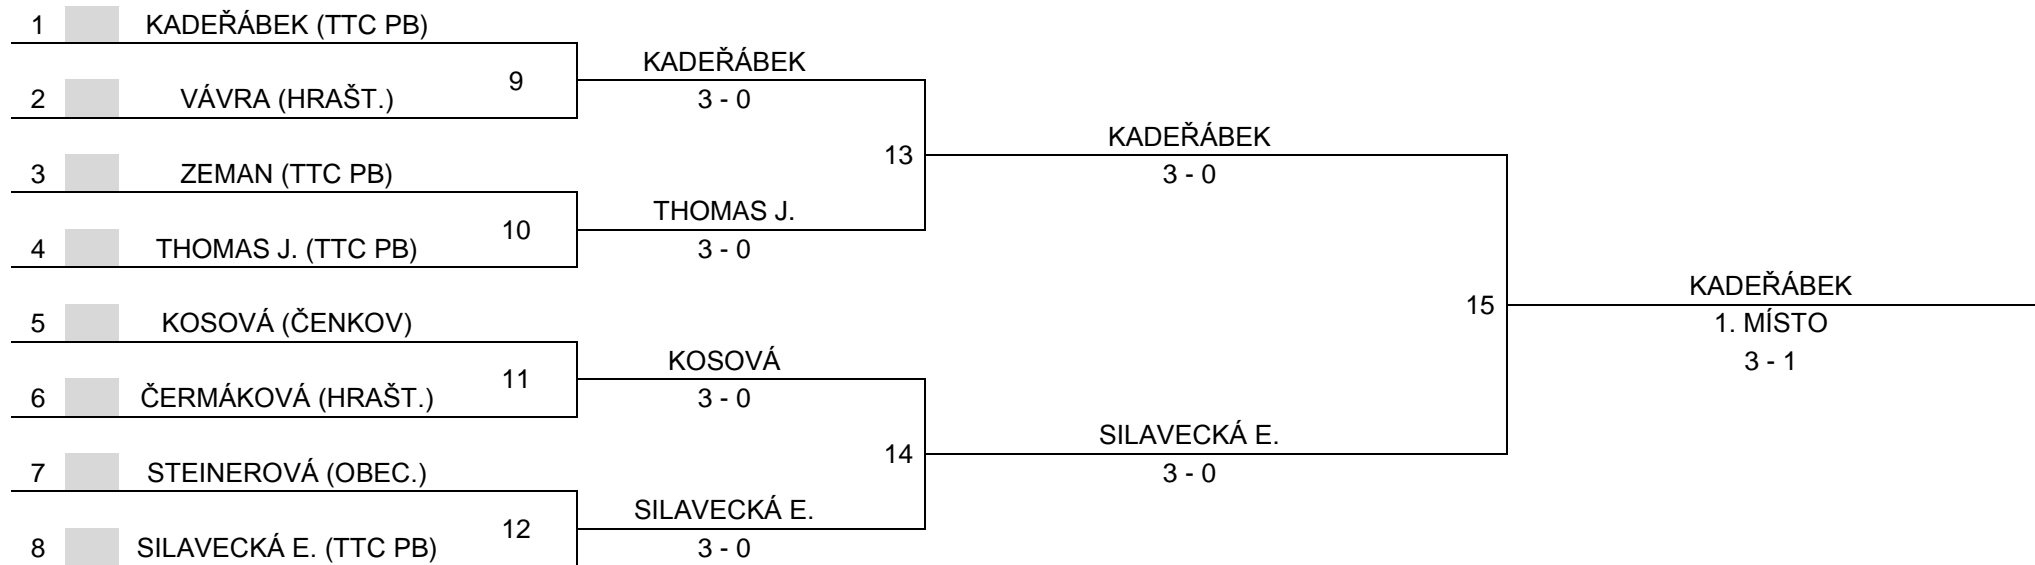 1 KADEŘÁBEK (TTC PB)
KADEŘÁBEK
9
2 VÁVRA (HRAŠT.)
3 - 0
KADEŘÁBEK
13
3 ZEMAN (TTC PB)
3 - 0
THOMAS J.
10
4 THOMAS J. (TTC PB)
3 - 0
KADEŘÁBEK
15
5 KOSOVÁ (ČENKOV)
1. MÍSTO
KOSOVÁ
3 - 1
11
6 ČERMÁKOVÁ (HRAŠT.)
3 - 0
SILAVECKÁ E.
14
7 STEINEROVÁ (OBEC.)
3 - 0
SILAVECKÁ E.
12
8 SILAVECKÁ E. (TTC PB)
3 - 0